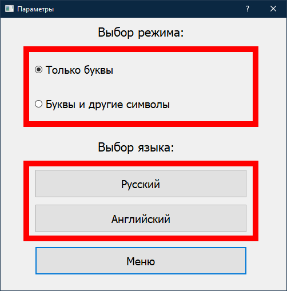 Параметры
Выбор режима:
Только буквы
Буквы и другие символы
Выбор языка:
Русский
Английский
Меню